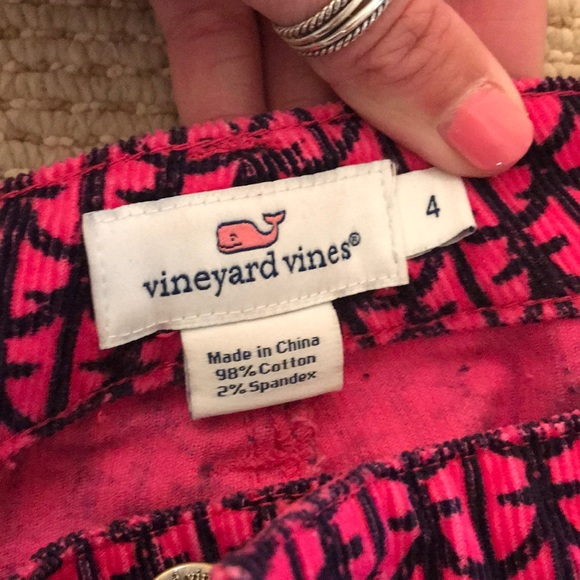 vineyard vines®
4
Made in China
98% Cotton
2% Spandex